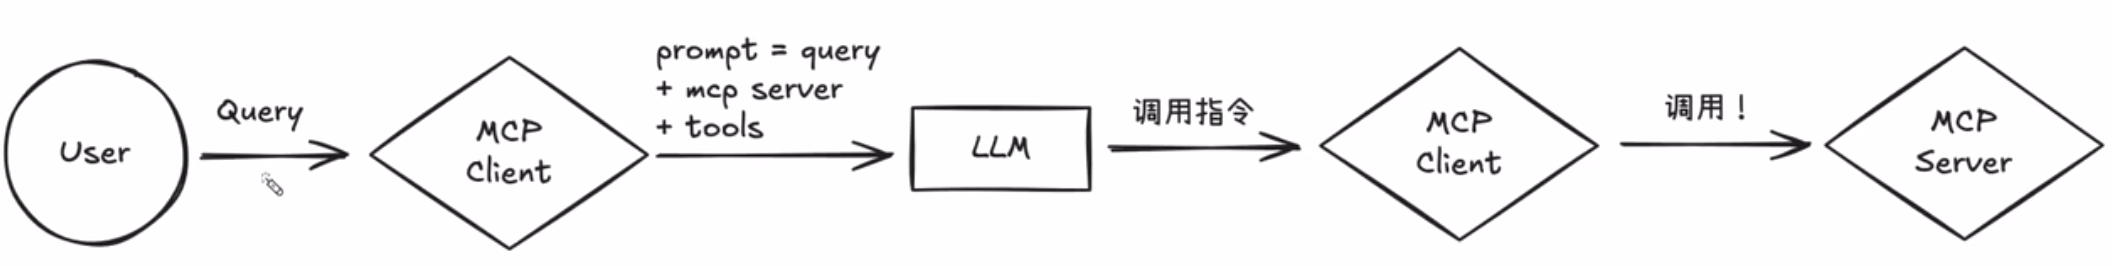 User
Query
MCP
Client
prompt = query
+ mcp server
+ tools
LLM
调用指令
MCP
Client
调用！
MCP
Server